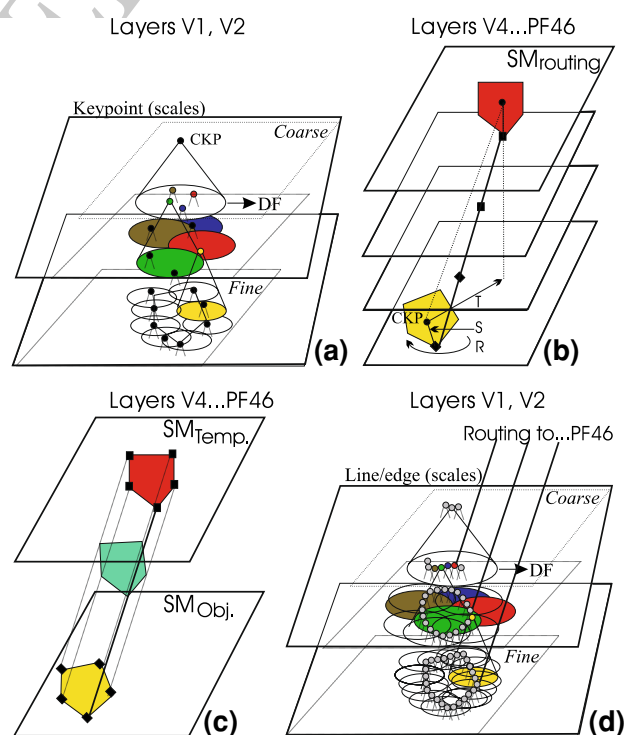 Layers V1, V2
Keypoint (scales)
Coarse
CKP
DF
Fine
(a)
Layers V4...PF46
SMrouting
T
CKP
S
R
(b)
Layers V4...PF46
SMTemp.
SMObj.
(c)
Layers V1, V2
Routing to...PF46
Line/edge (scales)
Coarse
DF
Fine
(d)